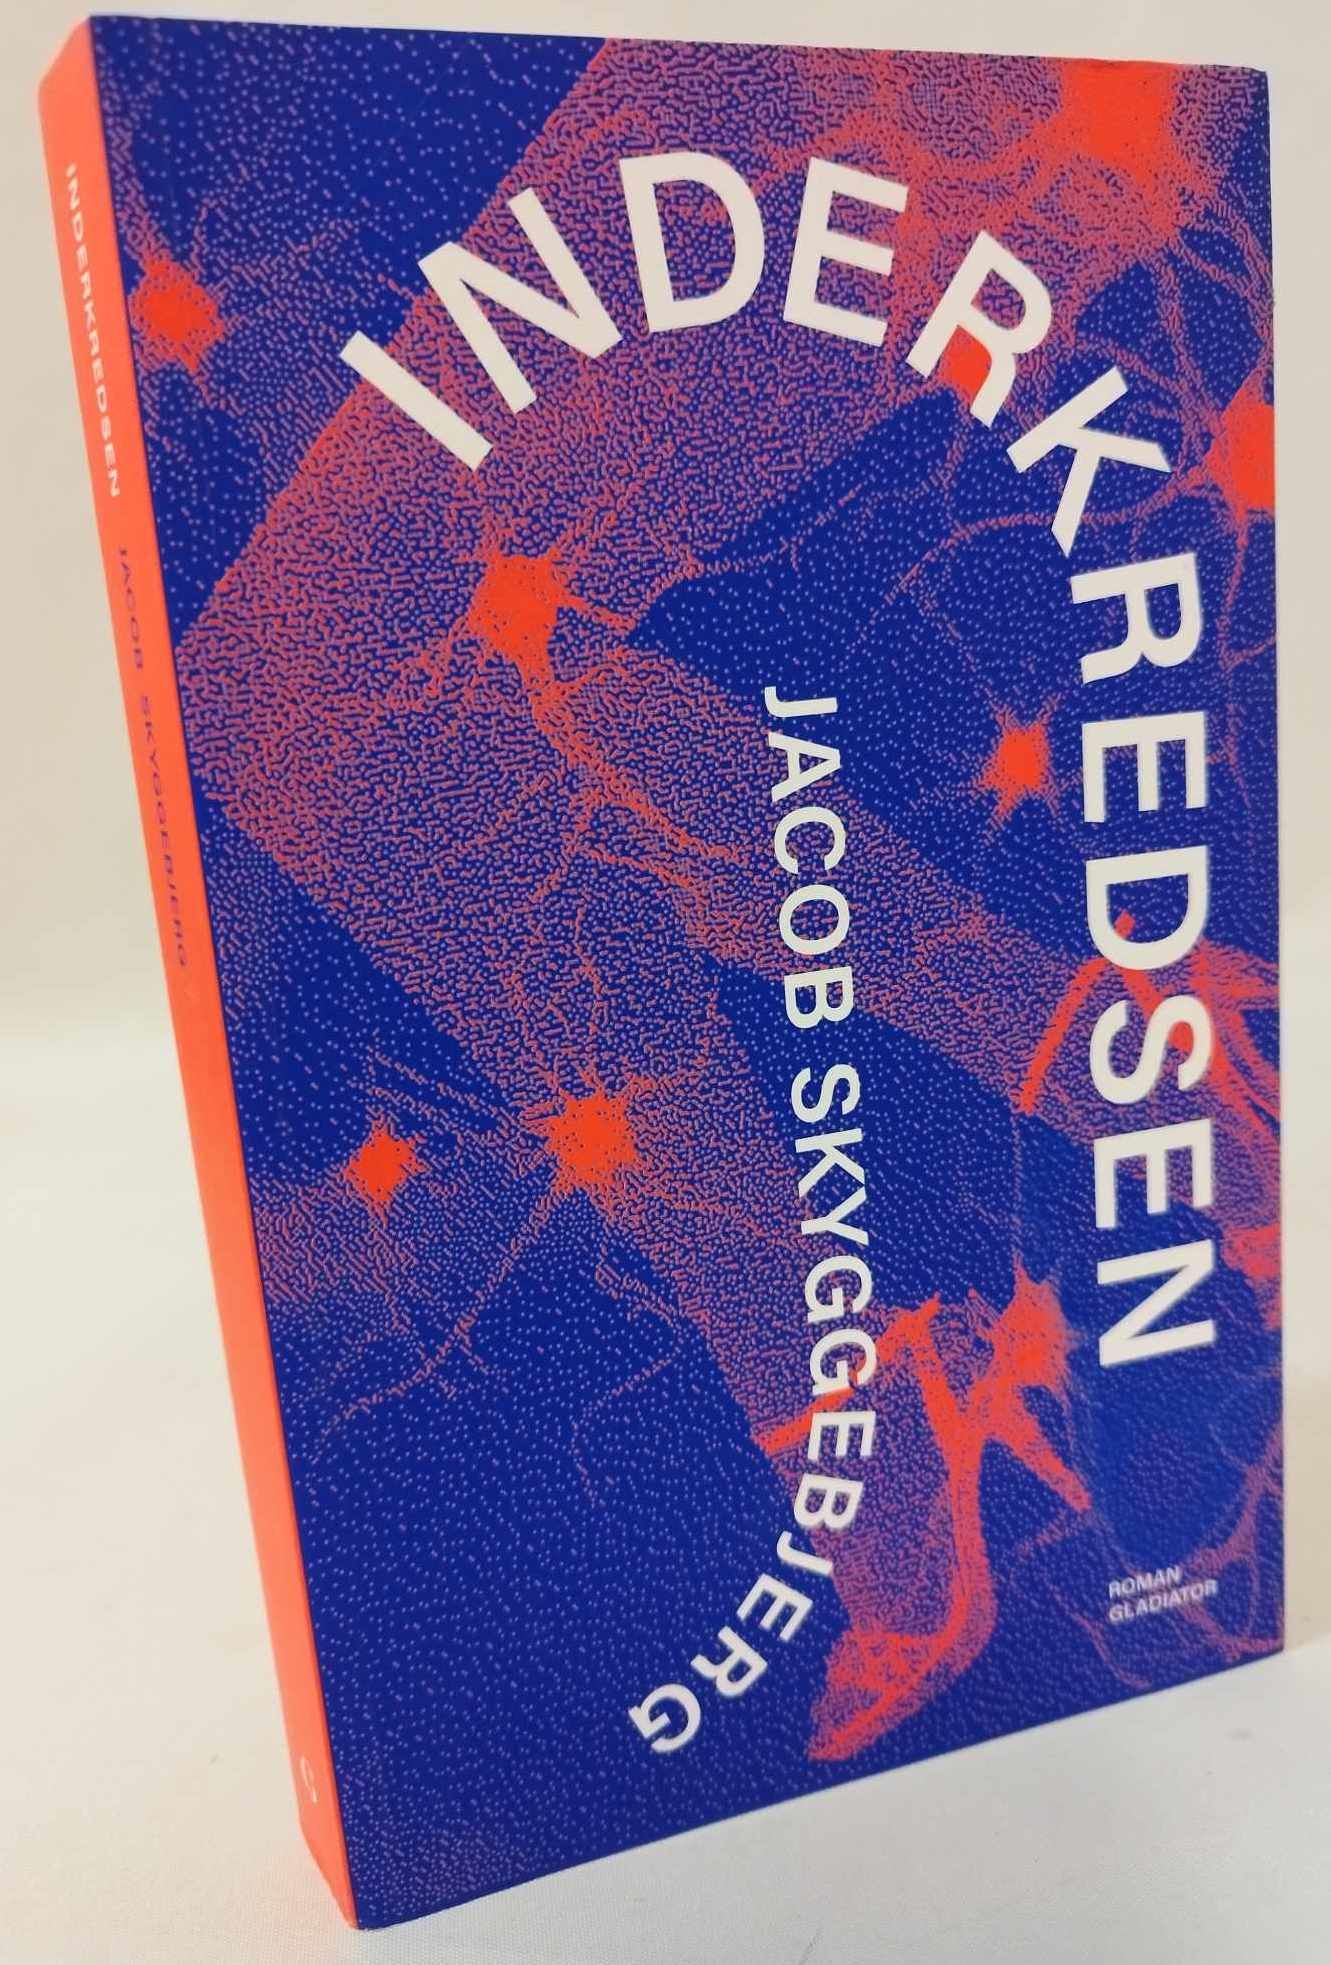 INDERKREDSEN
JACOB SKYGGEBJERG
ROMAN
GLADIATOR
INDERKREDSEN JACOB SKYGGEBJERG
G